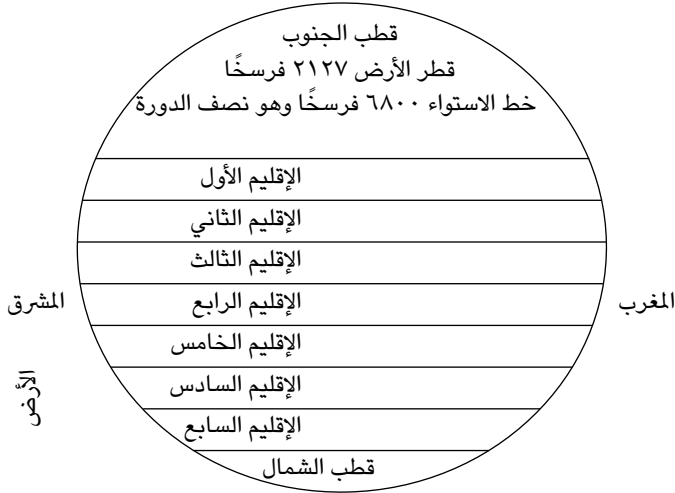 قطب الجنوب
قطر الأرض ٢١٢٧ فرسخًا
خط الاستواء ٦٨٠٠ فرسخًا وهو نصف الدورة
الإقليم الأول
الإقليم الثاني
الإقليم الثالث
المغرب
الإقليم الرابع
المشرق
الإقليم الخامس
الإقليم السادس
الأرض
الإقليم السابع
قطب الشمال